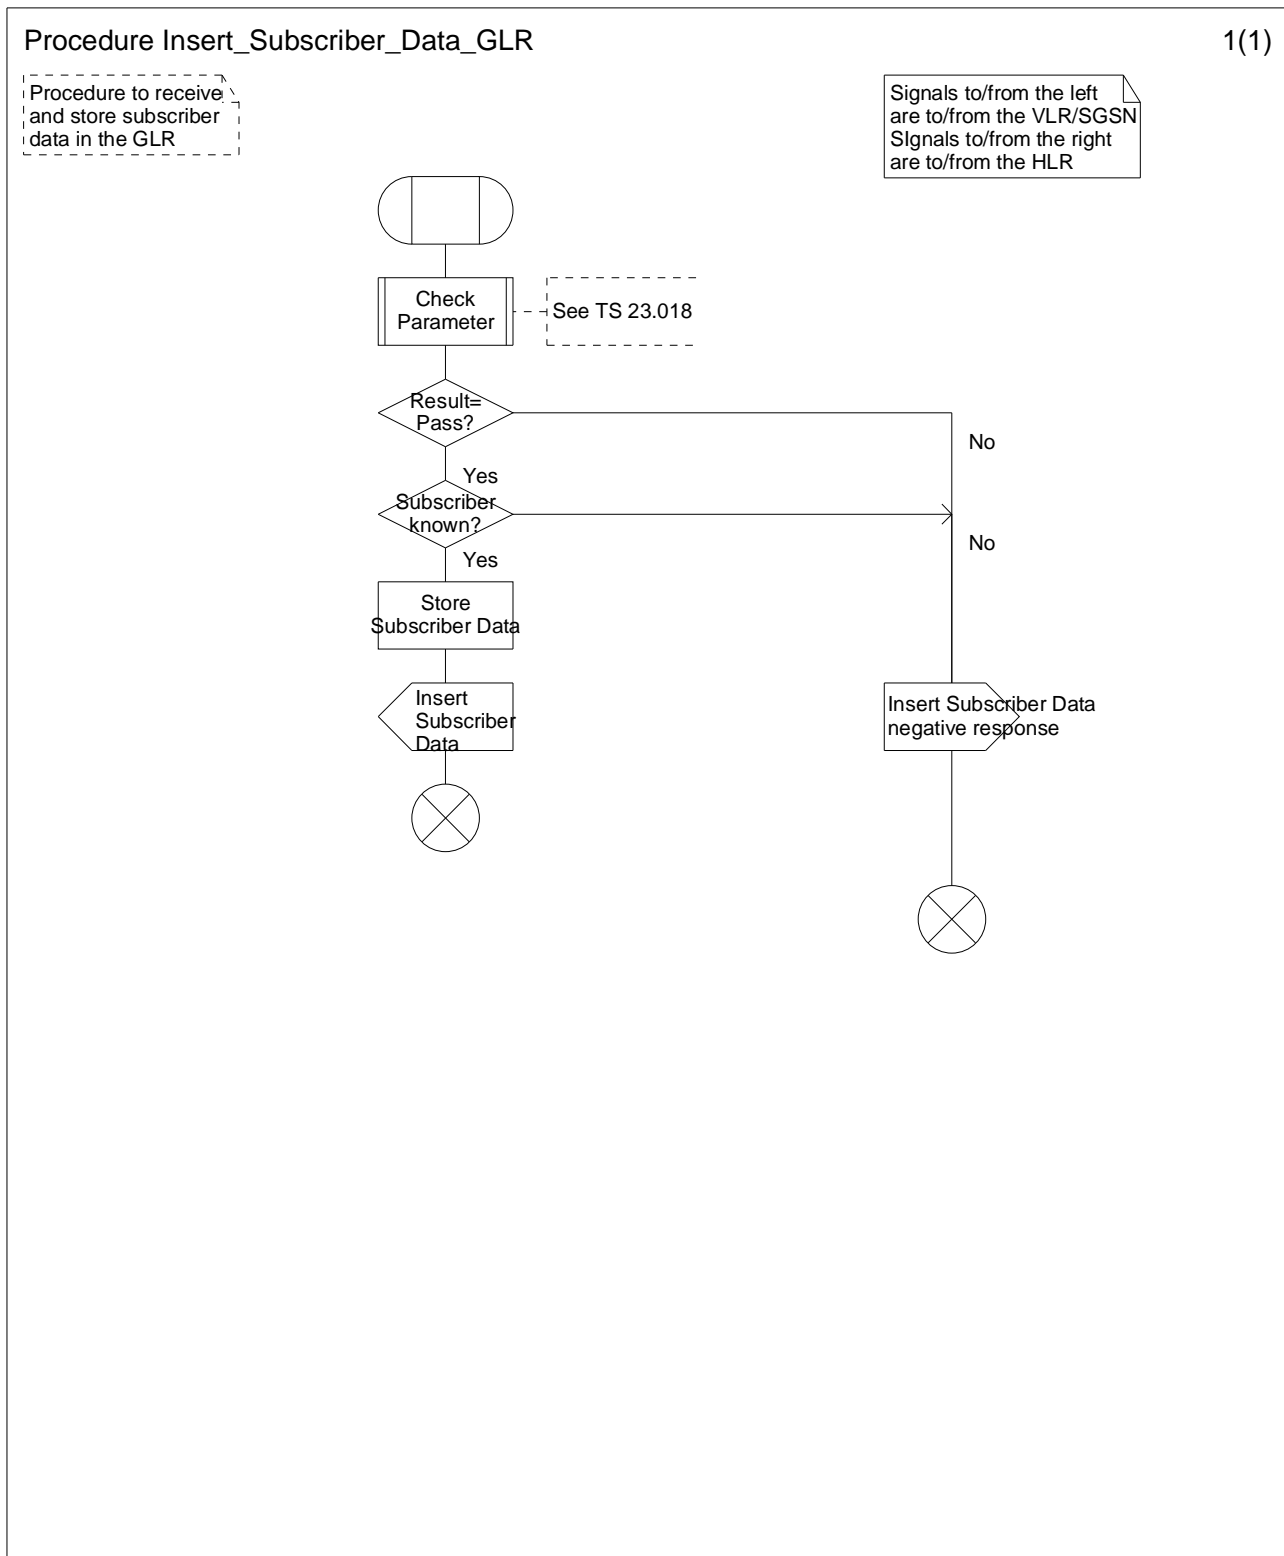 Procedure Insert_Subscriber_Data_GLR
1(1)
Procedure to receive
and store subscriber
data in the GLR
Signals to/from the left
are to/from the VLR/SGSN
SIgnals to/from the right
are to/from the HLR
Check
Parameter
See TS 23.018
Result=
Pass?
No
Yes
Subscriber
known?
No
Yes
Store
Subscriber Data
Insert
Subscriber
Data
Insert Subscriber Data
negative response